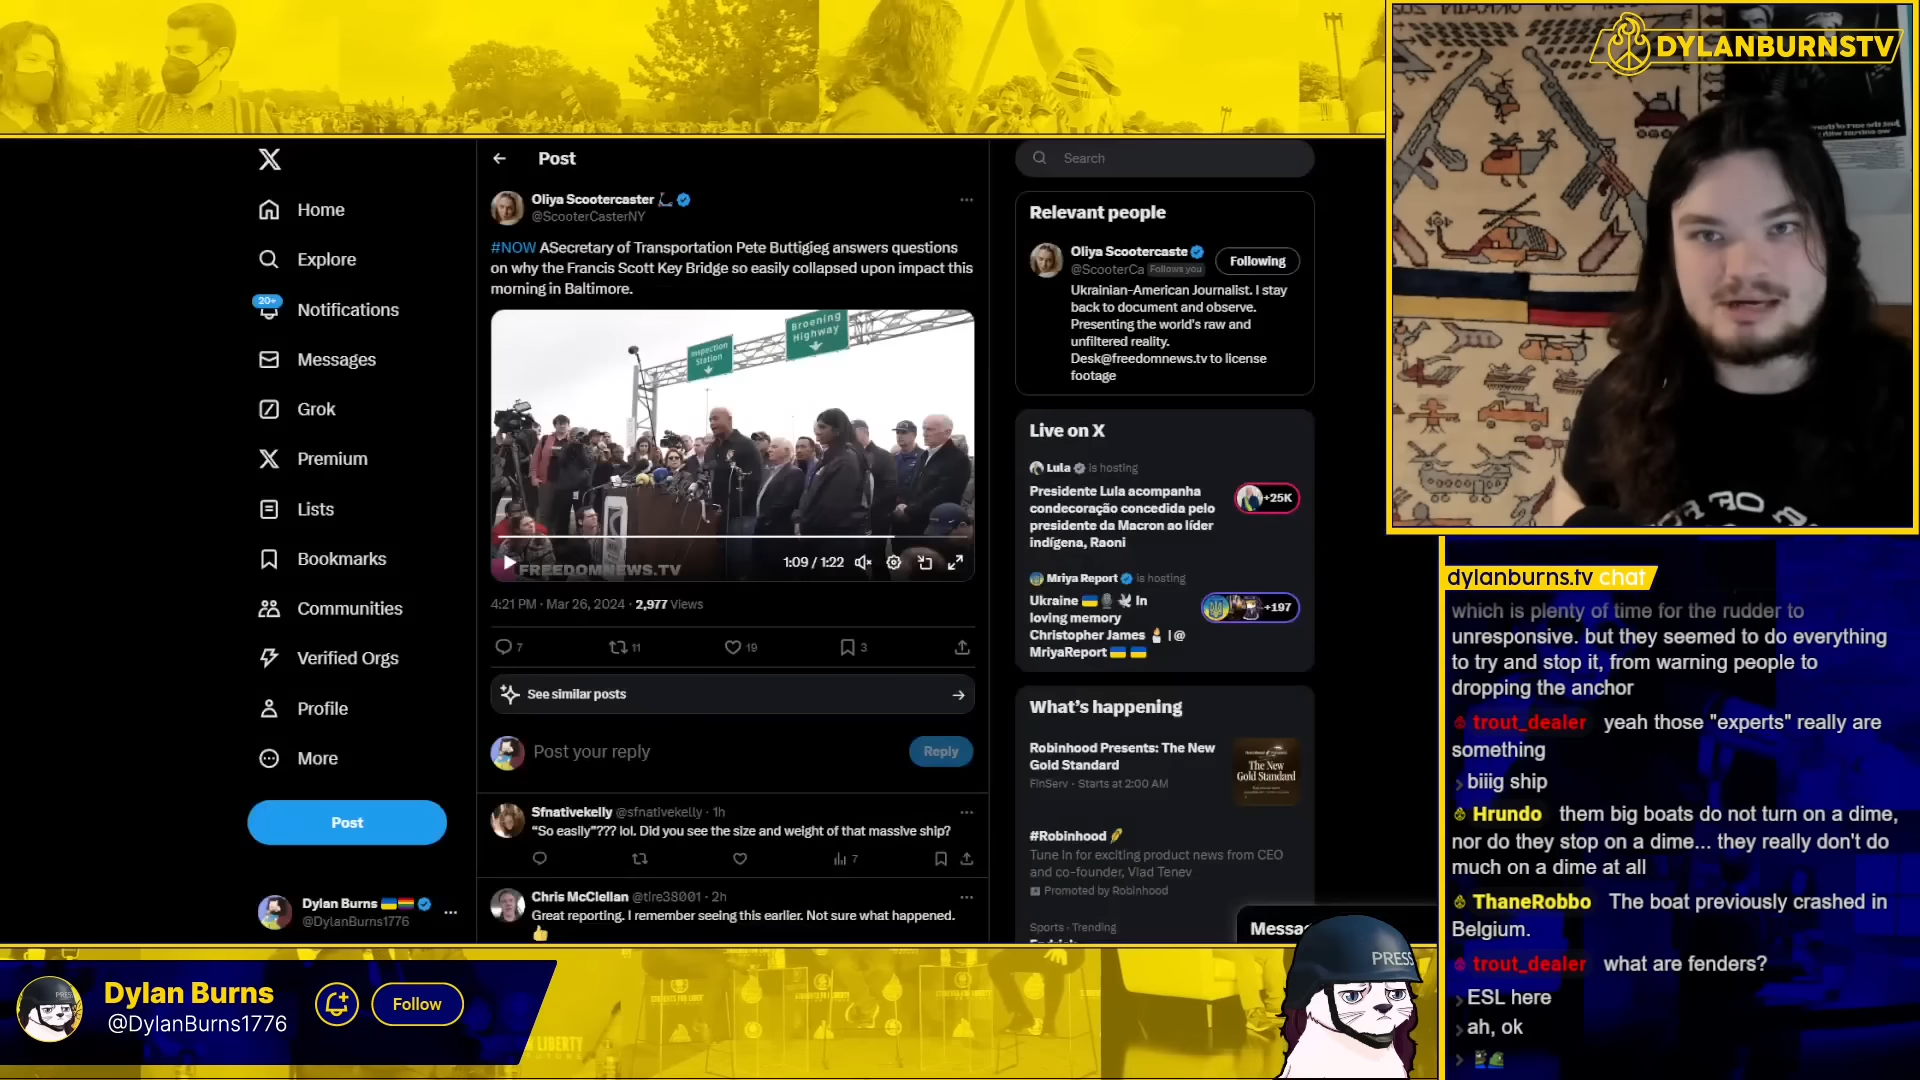 Home
Explore
20+
Notifications
Messages
Grok
Premium
Lists
Bookmarks
Communities
Verified Orgs
Profile
More
Post
Dylan Burns
@DylanBurns1776
Post
Oliya Scootercaster
@ScooterCasterNY
#NOW ASecretary of Transportation Pete Buttigieg answers questions
on why the Francis Scott Key Bridge so easily collapsed upon impact this
morning in Baltimore.
Inspection
Station
Broening
Highway
1:09 / 1:22
FREEDOMNEWS.TV
4:21 PM · Mar 26, 2024 · 2,977 Views
7
11
19
3
See similar posts
Post your reply
Reply
Sfnativekelly @sfnativekelly · 1h
"So easily"??? lol. Did you see the size and weight of that massive ship?
7
Chris McClellan @tire38001 · 2h
Great reporting. I remember seeing this earlier. Not sure what happened.
Search
Relevant people
Oliya Scootercaste
@ScooterCa Follows you
Following
Ukrainian-American Journalist. I stay
back to document and observe.
Presenting the world's raw and
unfiltered reality.
Desk@freedomnews.tv to license
footage
Live on X
Lula is hosting
Presidente Lula acompanha
condecoração concedida pelo
presidente da Macron ao líder
indígena, Raoni
+25K
Mriya Report is hosting
Ukraine In
loving memory
Christopher James | @
MriyaReport
+197
What's happening
Robinhood Presents: The New
Gold Standard
FinServ · Starts at 2:00 AM
The New
Gold Standard
#Robinhood
Tune in for exciting product news from CEO
and co-founder, Vlad Tenev
Promoted by Robinhood
Sports · Trending
Messa
DYLANBURNSTV
dylanburns.tv chat
which is plenty of time for the rudder to
unresponsive. but they seemed to do everything
to try and stop it, from warning people to
dropping the anchor
trout_dealer yeah those "experts" really are
something
biiig ship
Hrundo them big boats do not turn on a dime,
nor do they stop on a dime... they really don't do
much on a dime at all
ThaneRobbo The boat previously crashed in
Belgium.
trout_dealer what are fenders?
ESL here
ah, ok
PRESS
Dylan Burns
@DylanBurns1776
Follow